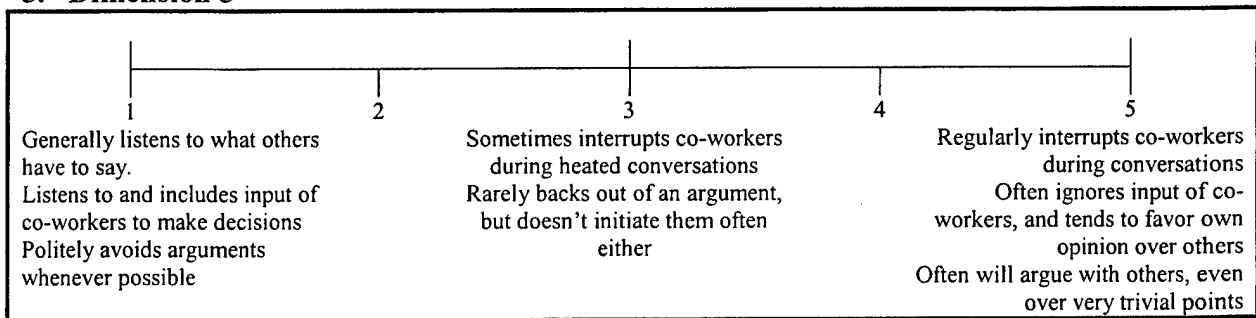 1
2
3
4
5
Generally listens to what others
have to say.
Listens to and includes input of
co-workers to make decisions
Politely avoids arguments
whenever possible
Sometimes interrupts co-workers
during heated conversations
Rarely backs out of an argument,
but doesn't initiate them often
either
Regularly interrupts co-workers
during conversations
Often ignores input of co-
workers, and tends to favor own
opinion over others
Often will argue with others, even
over very trivial points